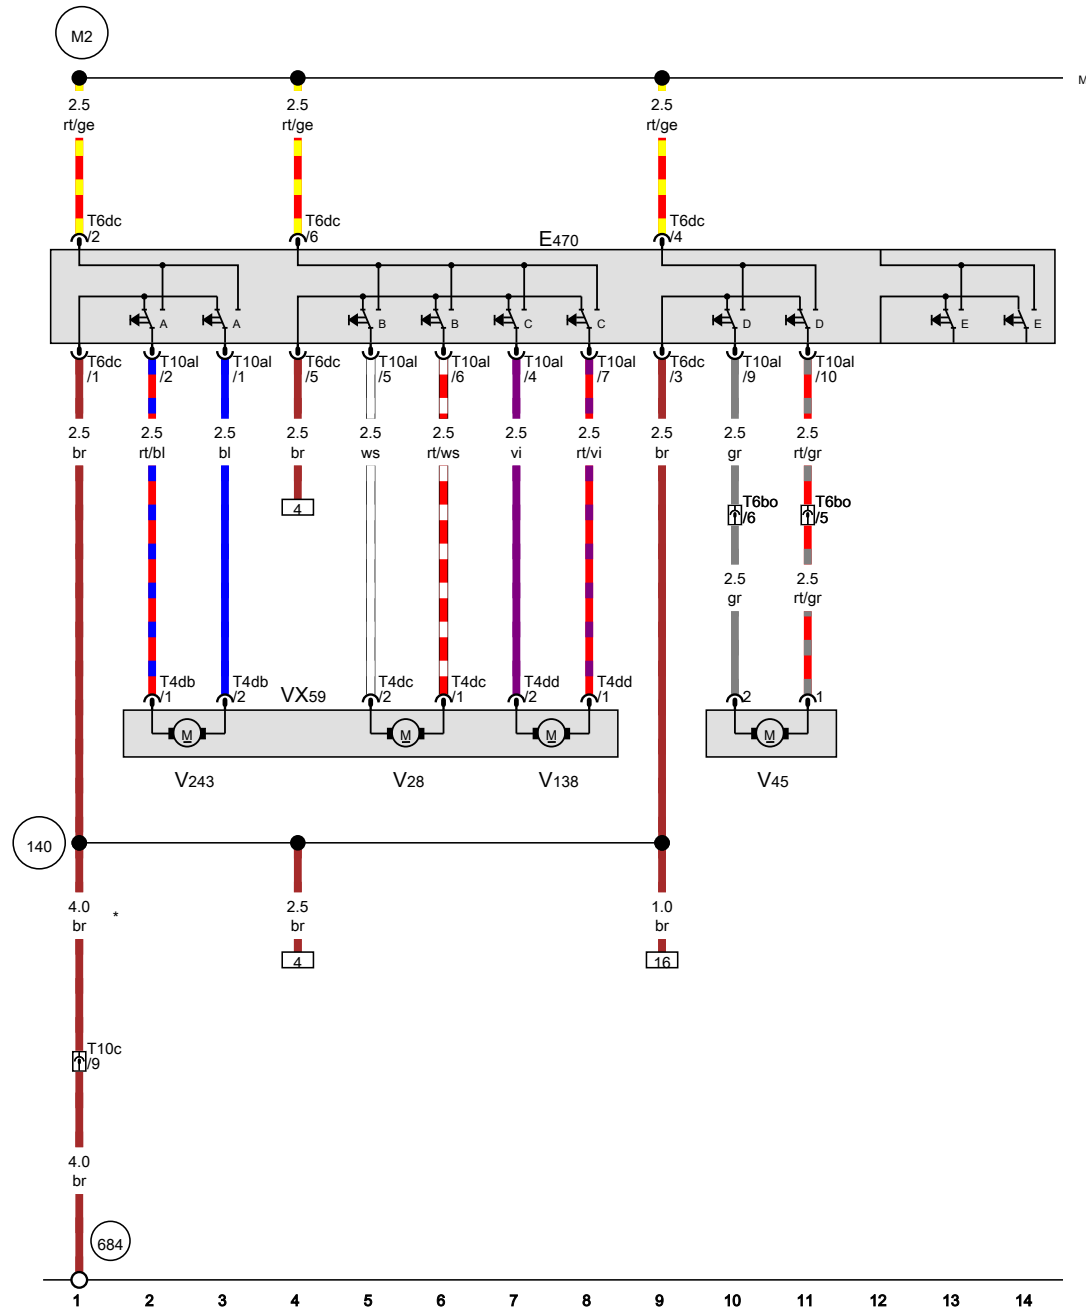 M2
M
2.5 2.5 2.5
rt/ge rt/ge rt/ge
T6dc T6dc T6dc
/2 /6 /4
E470
A A B B C C D D E E
T6dc T10al T10al T6dc T10al T10al T10al T10al T6dc T10al T10al
/1 /2 /1 /5 /5 /6 /4 /7 /3 /9 /10
2.5 2.5 2.5 2.5 2.5 2.5 2.5 2.5 2.5 2.5 2.5
br rt/bl bl br ws rt/ws vi rt/vi br gr rt/gr
4
T6bo T6bo
/6 /5
2.5 2.5
gr rt/gr
T4db T4db VX59 T4dc T4dc T4dd T4dd
/1 /2 /2 /1 /2 /1 2 1
M M M M
V243 V28 V138 V45
140
4.0 2.5 1.0
br * br br
4 16
T10c
/9
4.0
br
684
1 2 3 4 5 6 7 8 9 10 11 12 13 14